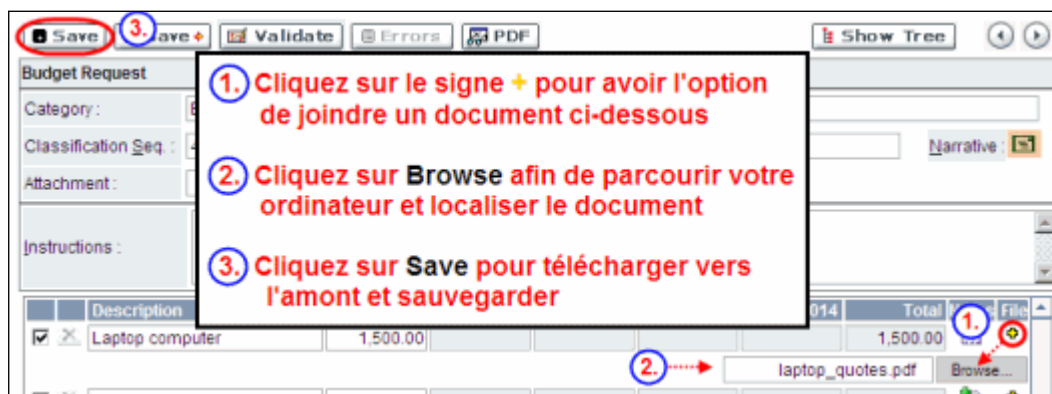 Save 3. ave Validate Errors PDF Show Tree
Budget Request
Category :
Classification Seq. :
Narrative :
Attachment :
Instructions :
1. Cliquez sur le signe + pour avoir l'option
de joindre un document ci-dessous
2. Cliquez sur Browse afin de parcourir votre
ordinateur et localiser le document
3. Cliquez sur Save pour télécharger vers
l'amont et sauvegarder
Description 014 Total File
1.
Laptop computer 1,500.00 1,500.00
2. laptop_quotes.pdf Browse...